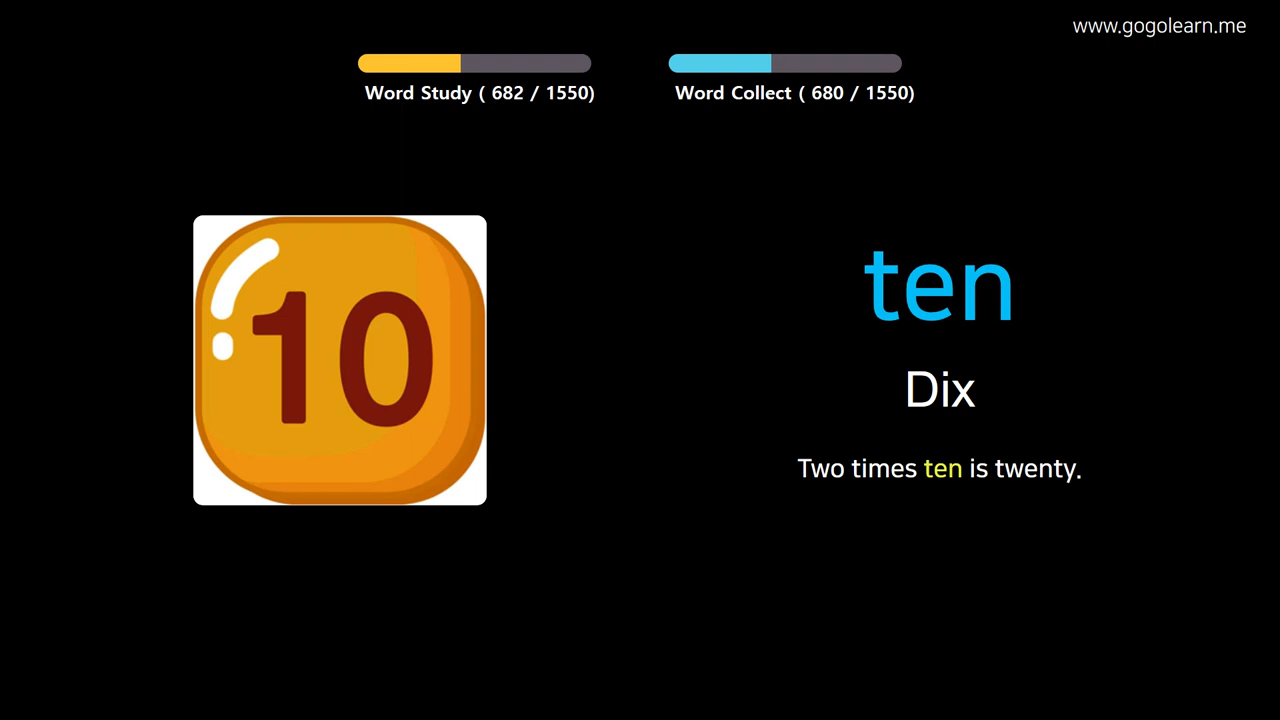 www.gogolearn.me
Word Study ( 682 / 1550)
Word Collect ( 680 / 1550)
10
ten
Dix
Two times ten is twenty.